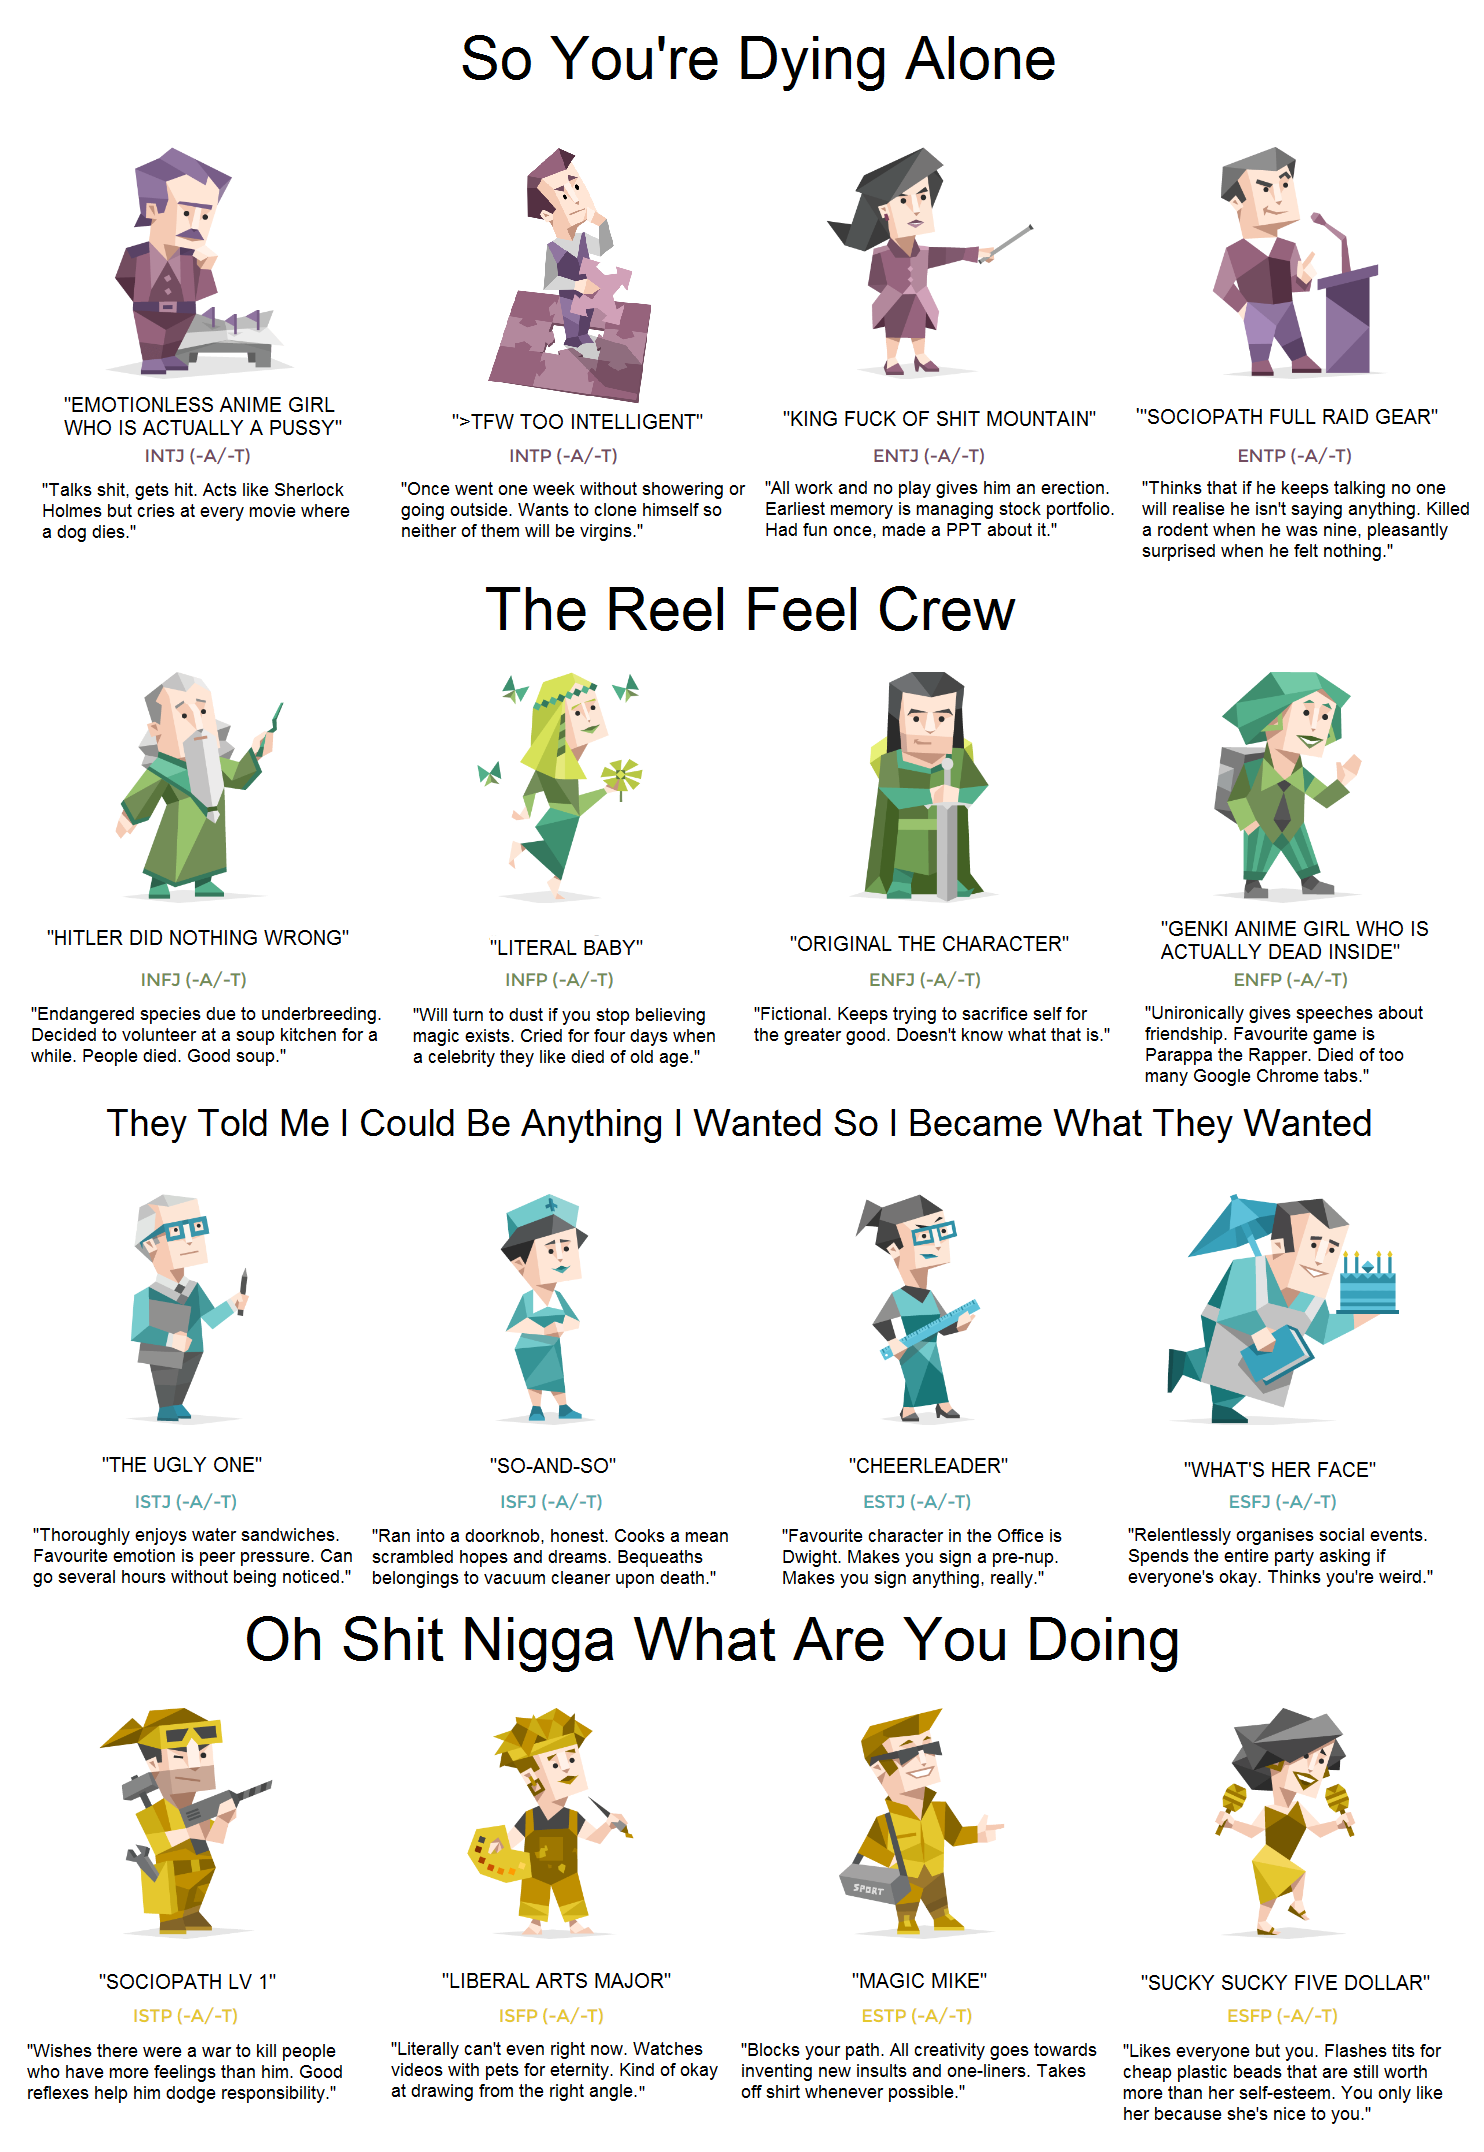 So You're Dying Alone
"EMOTIONLESS ANIME GIRL
WHO IS ACTUALLY A PUSSY"
INTJ (-A/-T)
"Talks shit, gets hit. Acts like Sherlock
Holmes but cries at every movie where
a dog dies."
">TFW TOO INTELLIGENT"
INTP (-A/-T)
"Once went one week without showering or
going outside. Wants to clone himself so
neither of them will be virgins."
"KING FUCK OF SHIT MOUNTAIN"
ENTJ (-A/-T)
"All work and no play gives him an erection.
Earliest memory is managing stock portfolio.
Had fun once, made a PPT about it."
'"SOCIOPATH FULL RAID GEAR"
ENTP (-A/-T)
"Thinks that if he keeps talking no one
will realise he isn't saying anything. Killed
a rodent when he was nine, pleasantly
surprised when he felt nothing."
The Reel Feel Crew
"HITLER DID NOTHING WRONG"
INFJ (-A/-T)
"Endangered species due to underbreeding.
Decided to volunteer at a soup kitchen for a
while. People died. Good soup."
"LITERAL BABY"
INFP (-A/-T)
"Will turn to dust if you stop believing
magic exists. Cried for four days when
a celebrity they like died of old age."
"ORIGINAL THE CHARACTER"
ENFJ (-A/-T)
"Fictional. Keeps trying to sacrifice self for
the greater good. Doesn't know what that is."
"GENKI ANIME GIRL WHO IS
ACTUALLY DEAD INSIDE"
ENFP (-A/-T)
"Unironically gives speeches about
friendship. Favourite game is
Parappa the Rapper. Died of too
many Google Chrome tabs."
They Told Me I Could Be Anything I Wanted So I Became What They Wanted
"THE UGLY ONE"
ISTJ (-A/-T)
"Thoroughly enjoys water sandwiches.
Favourite emotion is peer pressure. Can
go several hours without being noticed."
"SO-AND-SO"
ISFJ (-A/-T)
"Ran into a doorknob, honest. Cooks a mean
scrambled hopes and dreams. Bequeaths
belongings to vacuum cleaner upon death."
"CHEERLEADER"
ESTJ (-A/-T)
"Favourite character in the Office is
Dwight. Makes you sign a pre-nup.
Makes you sign anything, really."
"WHAT'S HER FACE"
ESFJ (-A/-T)
"Relentlessly organises social events.
Spends the entire party asking if
everyone's okay. Thinks you're weird."
Oh Shit Nigga What Are You Doing
"SOCIOPATH LV 1"
ISTP (-A/-T)
"Wishes there were a war to kill people
who have more feelings than him. Good
reflexes help him dodge responsibility."
"LIBERAL ARTS MAJOR"
ISFP (-A/-T)
"Literally can't even right now. Watches
videos with pets for eternity. Kind of okay
at drawing from the right angle."
SPORT
"MAGIC MIKE"
ESTP (-A/-T)
"Blocks your path. All creativity goes towards
inventing new insults and one-liners. Takes
off shirt whenever possible."
"SUCKY SUCKY FIVE DOLLAR"
ESFP (-A/-T)
"Likes everyone but you. Flashes tits for
cheap plastic beads that are still worth
more than her self-esteem. You only like
her because she's nice to you."